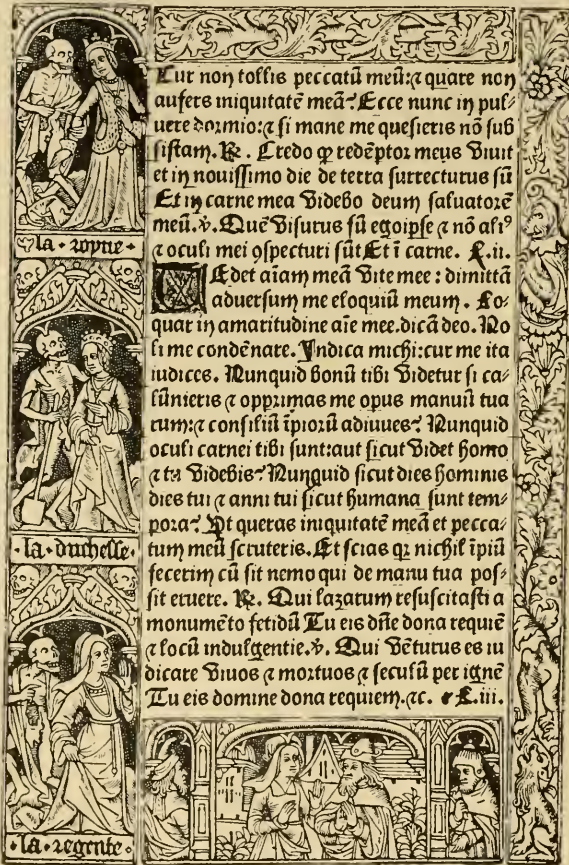 Cur non tollis peccatū meū:⁊ quare non
aufers iniquitatē meā? Ecce nunc in pul⸗
uere dormio:⁊ si mane me quesieris nō sub
sistam. ℟. Credo ꝙ redēptor meus viuit
et in nouissimo die de terra surrecturus sū
Et in carne mea videbo deum saluatorē
meū.℣. Quē visurus sū egoipse ⁊ nō aliꝰ
⁊ oculi mei ꝯspecturi sūt Et ī carne. L.ii.
TEdet aīam meā vite mee : dimittā
aduersum me eloquiū meum. Lo⸗
quar in amaritudine aīe mee.dicā deo. No
li me condēnare. Indica michi:cur me ita
iudices. Nunquid bonū tibi videtur si ca⸗
lūnieris ⁊ opprimas me opus manuū tua
rum:⁊ consiliū īpiorū adiuues? Nunquid
oculi carnei tibi sunt:aut sicut videt homo
⁊ tu videbis? Nunquid sicut dies hominis
dies tui ⁊ anni tui sicut humana sunt tem⸗
pora? Vt queras iniquitatē meā et pecca⸗
tum meū scruteris. Et scias qꝛ nichil īpiū
fecerim cū sit nemo qui de manu tua pos⸗
sit eruere. ℟. Qui lazarum resuscitasti a
monumēto fetidū Tu eis dn̄e dona requiē
⁊ locū indulgentie.℣. Qui vēturus es iu
dicare viuos ⁊ mortuos ⁊ seculū per ignē
Tu eis domine dona requiem.⁊c. L.iii.
la · royne ·
· la · duchesse ·
· la · regente ·